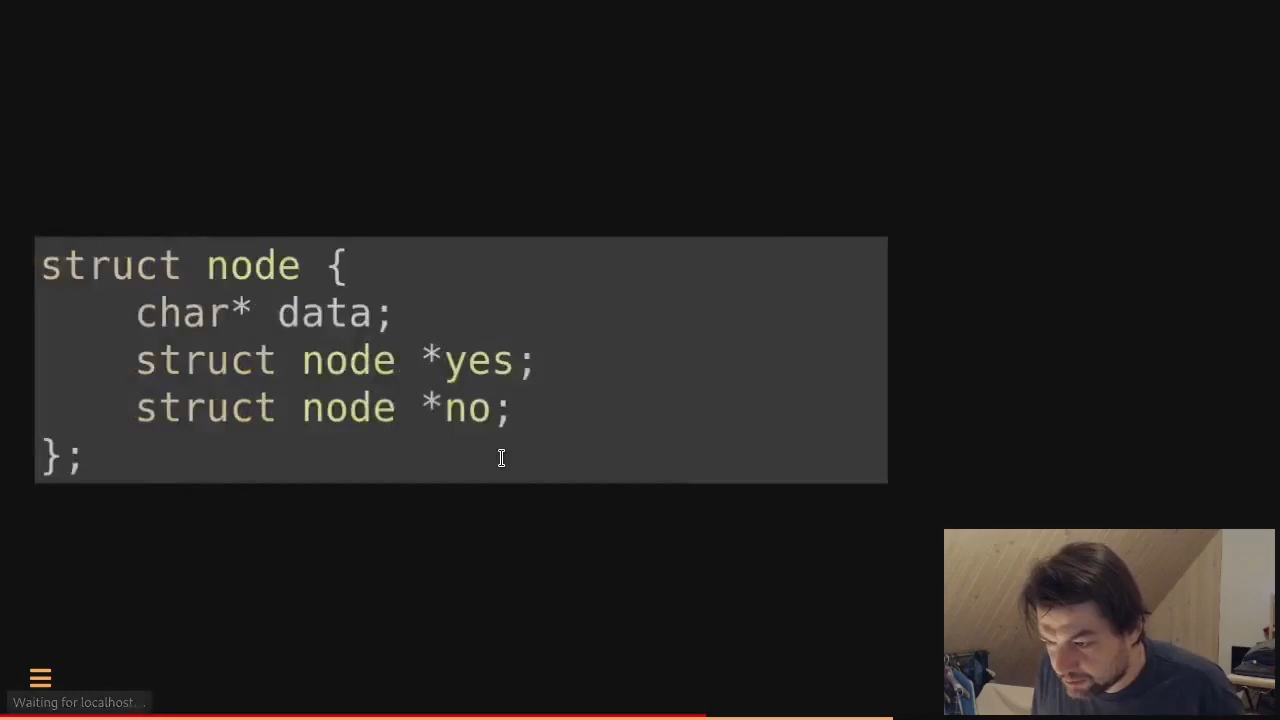 struct node {
    char* data;
    struct node *yes;
    struct node *no;
};
Waiting for localhost...